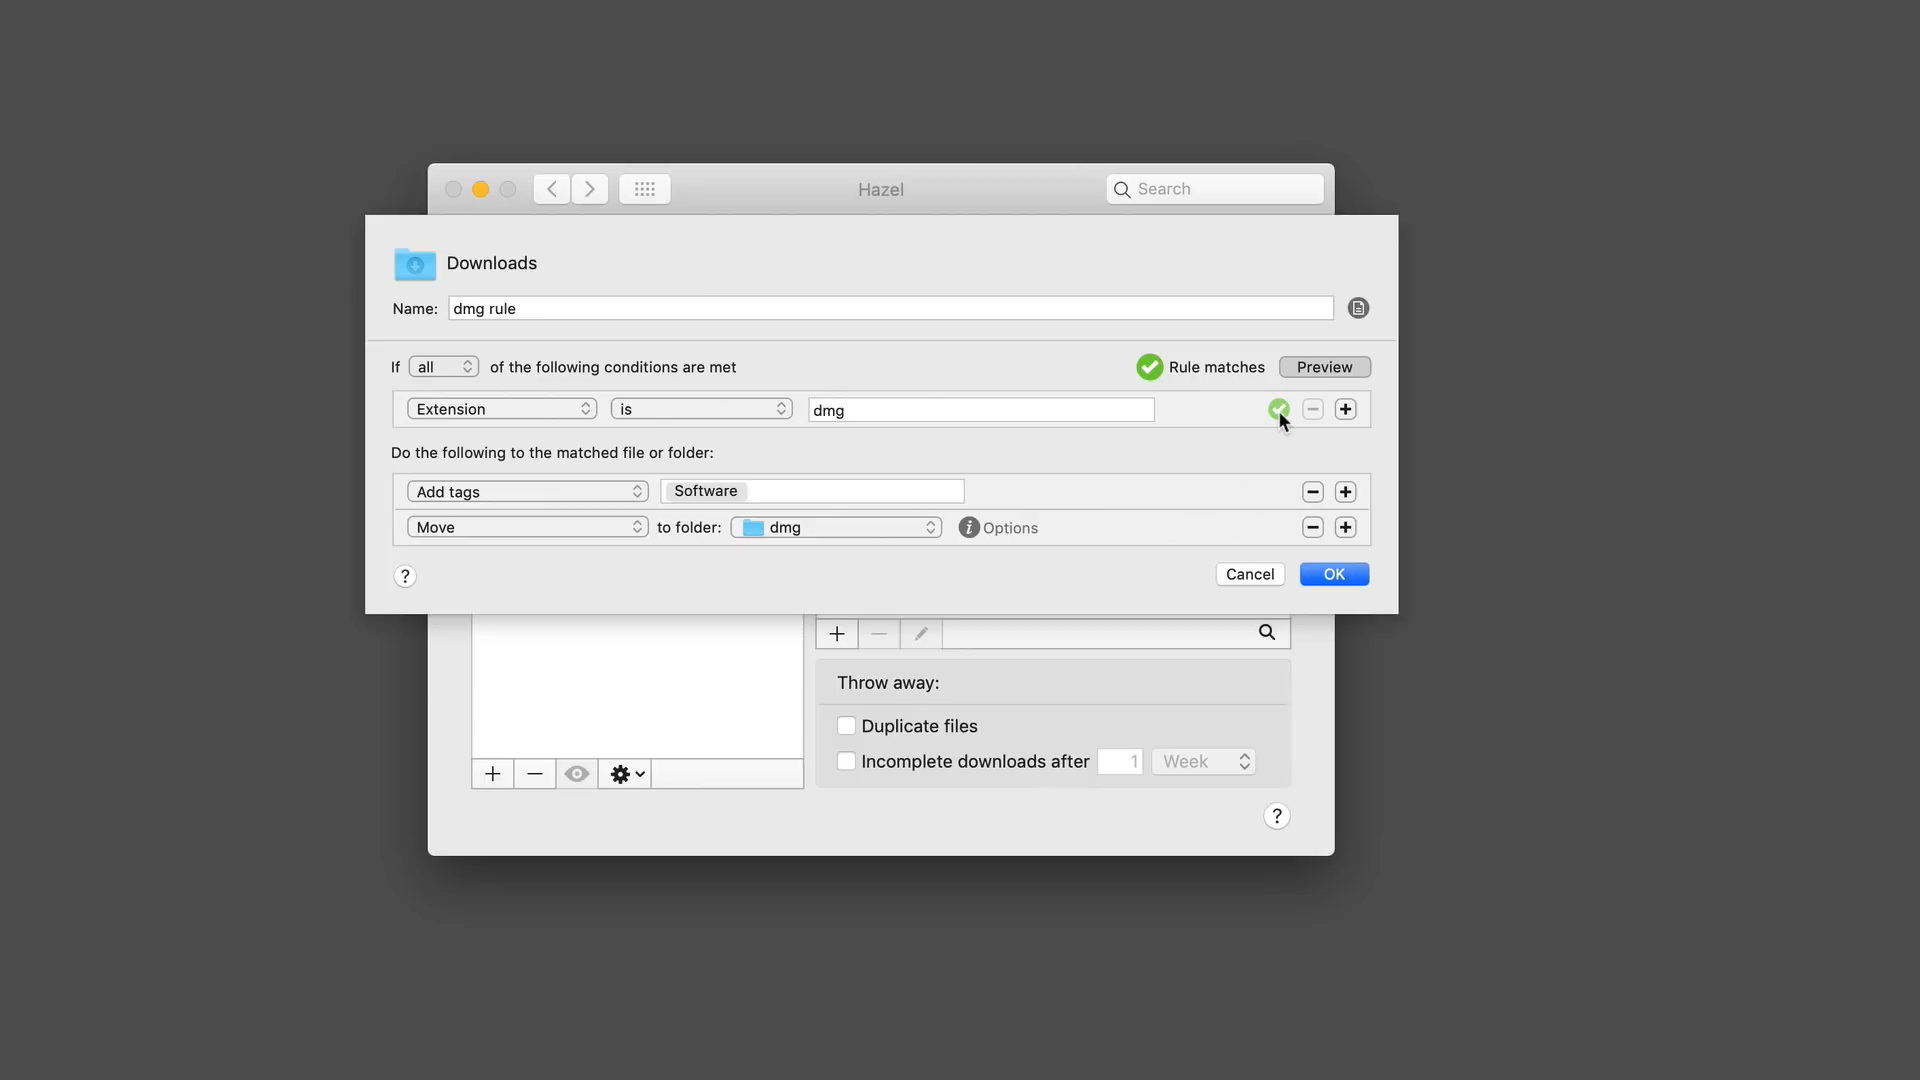 Hazel
Search
Downloads
Name: dmg rule
If all of the following conditions are met
Rule matches Preview
Extension is dmg
Do the following to the matched file or folder:
Add tags Software
Move to folder: dmg Options
? Cancel OK
Throw away:
Duplicate files
Incomplete downloads after 1 Week
?